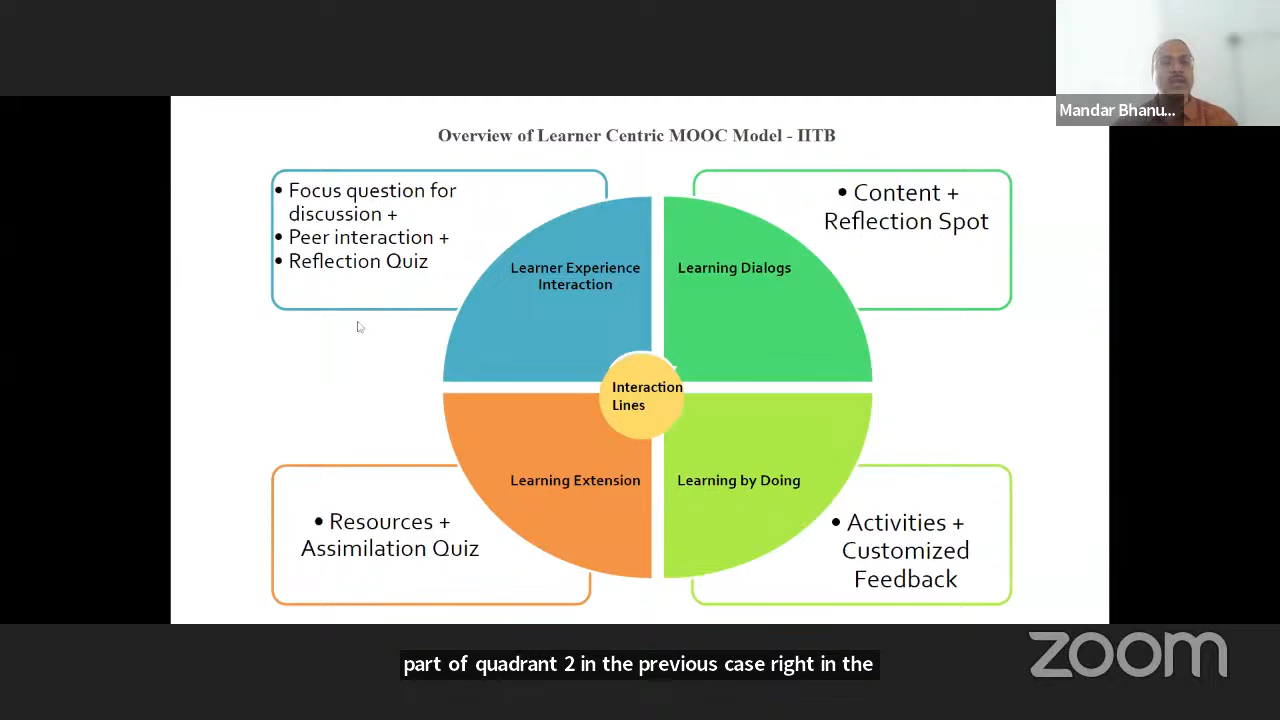 Mandar Bhanu...
Overview of Learner Centric MOOC Model - IITB
• Focus question for
discussion +
• Peer interaction +
• Reflection Quiz
• Content +
Reflection Spot
Learner Experience
Interaction
Learning Dialogs
Interaction
Lines
Learning Extension
Learning by Doing
• Resources +
Assimilation Quiz
• Activities +
Customized
Feedback
zoom
part of quadrant 2 in the previous case right in the